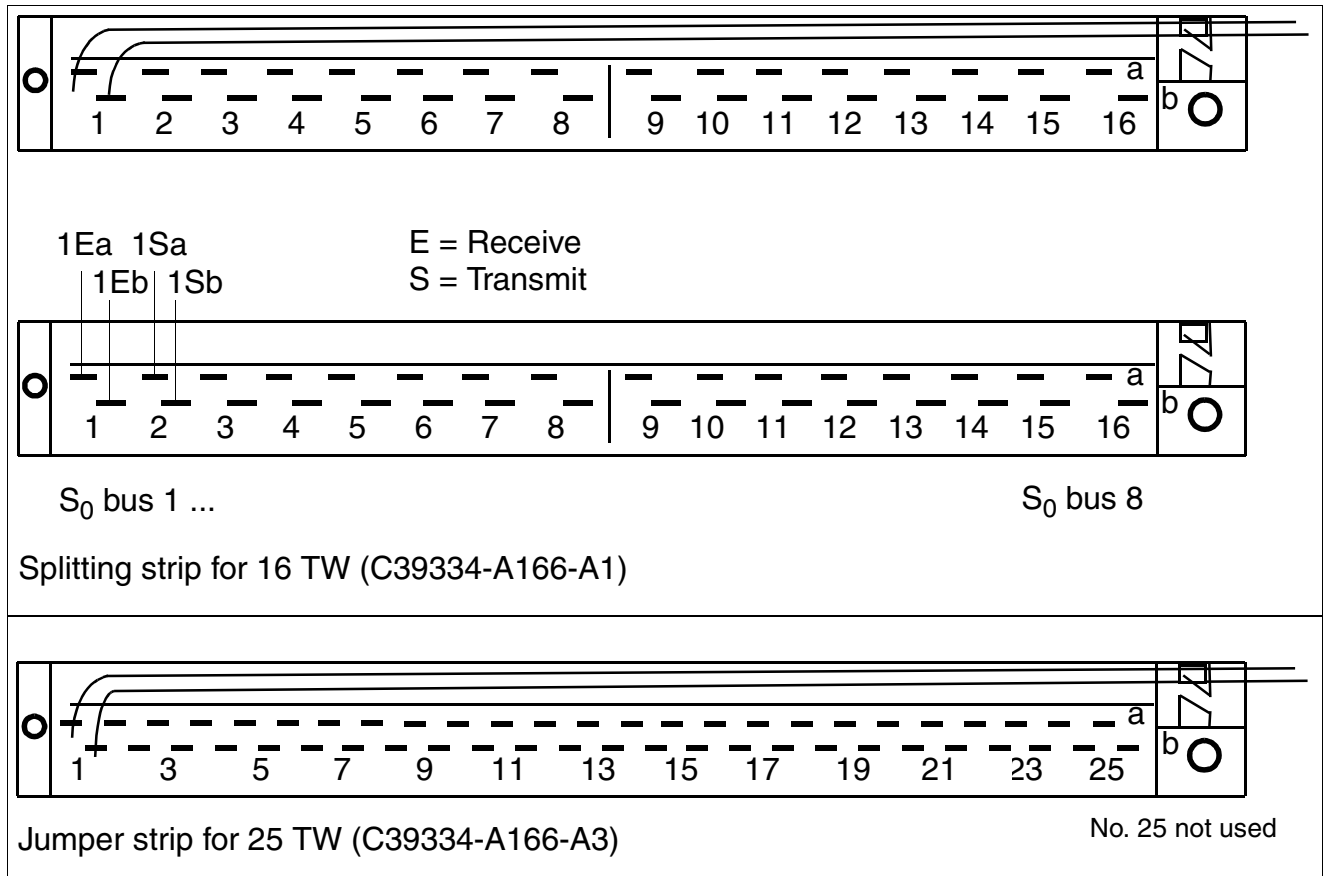 a
b
1 2 3 4 5 6 7 8 9 10 11 12 13 14 15 16
1Ea 1Sa
1Eb 1Sb
E = Receive
S = Transmit
a
b
1 2 3 4 5 6 7 8 9 10 11 12 13 14 15 16
S0 bus 1 ... S0 bus 8
Splitting strip for 16 TW (C39334-A166-A1)
a
b
1 3 5 7 9 11 13 15 17 19 21 23 25
No. 25 not used
Jumper strip for 25 TW (C39334-A166-A3)